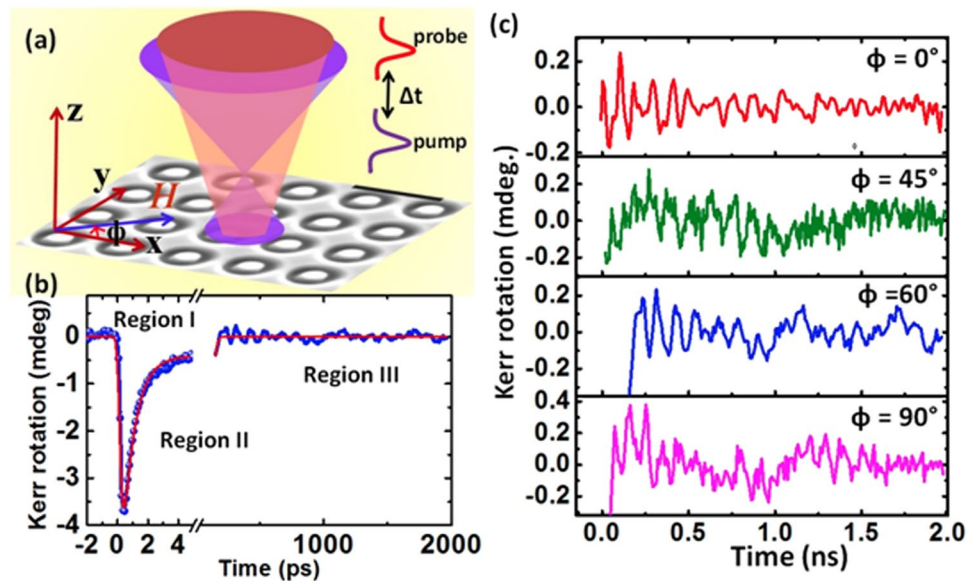 (a)
probe
Δt
pump
z
y
H
ϕ
x
(b)
Kerr rotation (mdeg)
0
-1
-2
-3
-4
Region I
Region II
Region III
-2 0 2 4 1000 2000
Time (ps)
(c)
Kerr rotation (mdeg.)
ϕ = 0°
0.2
0.0
-0.2
ϕ = 45°
0.2
0.0
-0.2
ϕ =60°
0.2
0.0
-0.2
0.4
ϕ = 90°
0.2
0.0
-0.2
0.0 0.5 1.0 1.5 2.0
Time (ns)